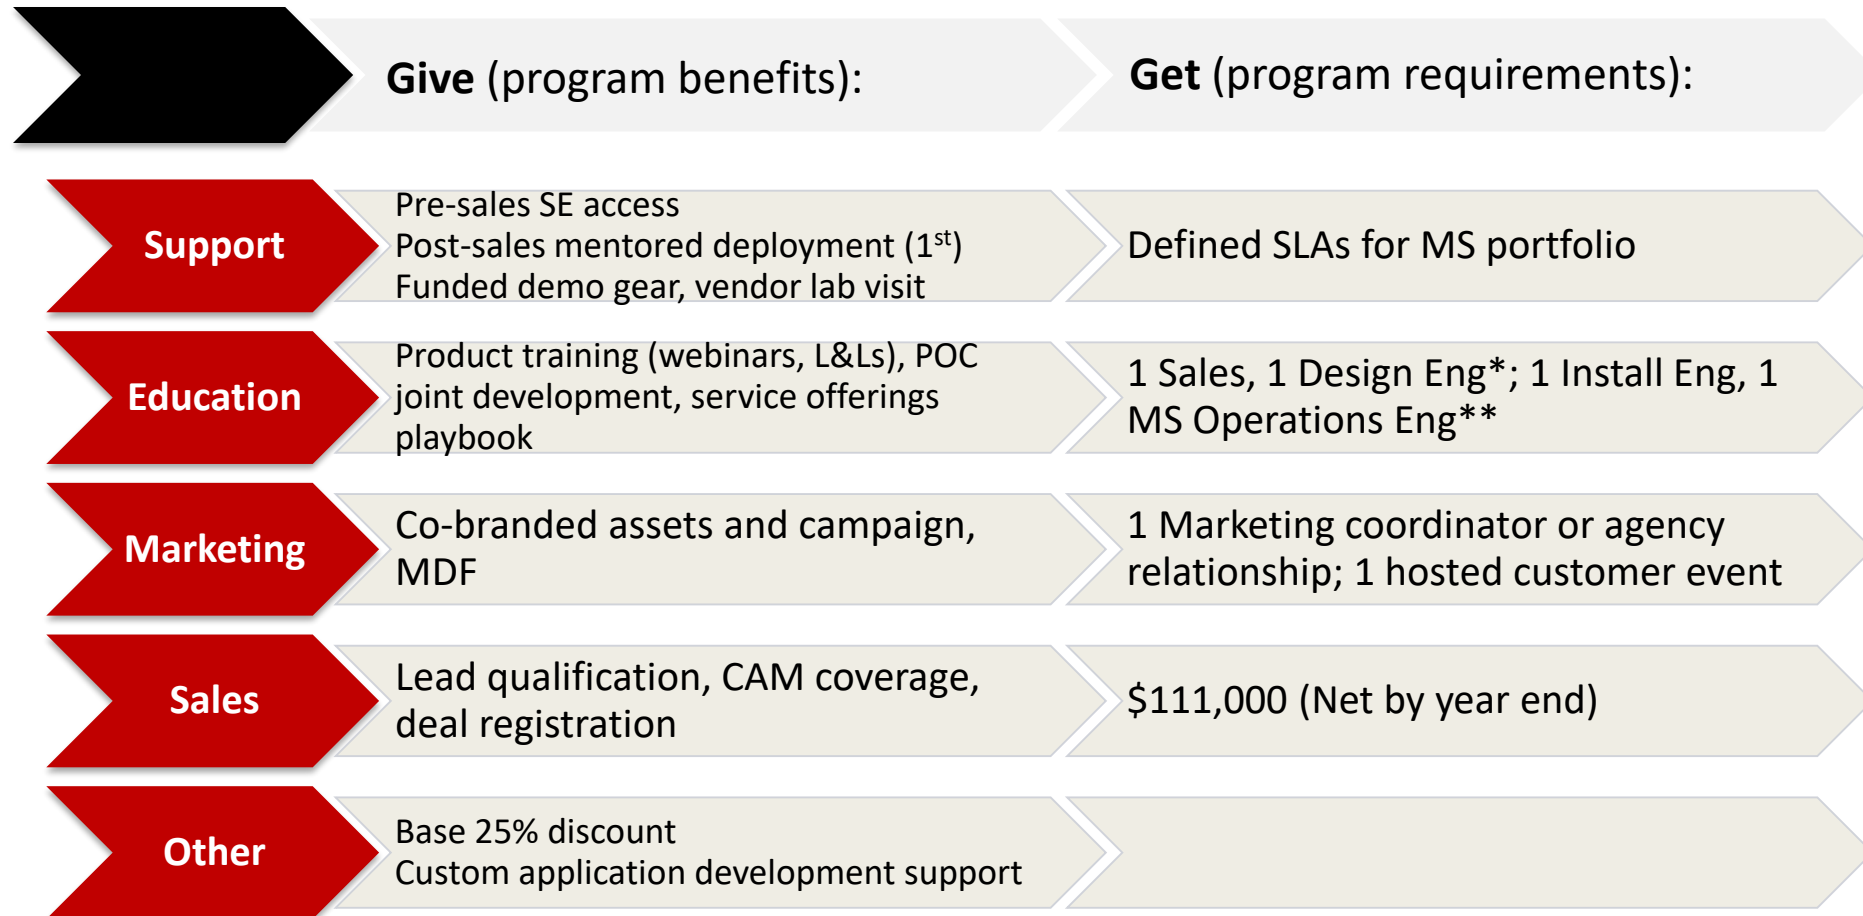 Give (program benefits):
Get (program requirements):
Support
Pre-sales SE access
Post-sales mentored deployment (1st)
Funded demo gear, vendor lab visit
Defined SLAs for MS portfolio
Education
Product training (webinars, L&Ls), POC
joint development, service offerings
playbook
1 Sales, 1 Design Eng*; 1 Install Eng, 1
MS Operations Eng**
Marketing
Co-branded assets and campaign,
MDF
1 Marketing coordinator or agency
relationship; 1 hosted customer event
Sales
Lead qualification, CAM coverage,
deal registration
$111,000 (Net by year end)
Other
Base 25% discount
Custom application development support